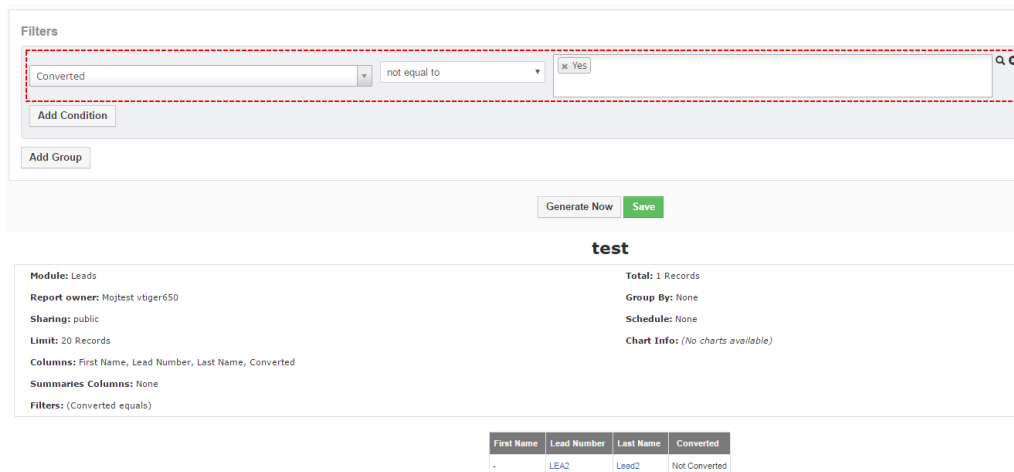 Filters
Converted
not equal to
× Yes
Add Condition
Add Group
Generate Now
Save
test
Module: Leads
Total: 1 Records
Report owner: Mojtest vtiger650
Group By: None
Sharing: public
Schedule: None
Limit: 20 Records
Chart Info: (No charts available)
Columns: First Name, Lead Number, Last Name, Converted
Summaries Columns: None
Filters: (Converted equals)
First Name Lead Number Last Name Converted
- LEA2 Lead2 Not Converted